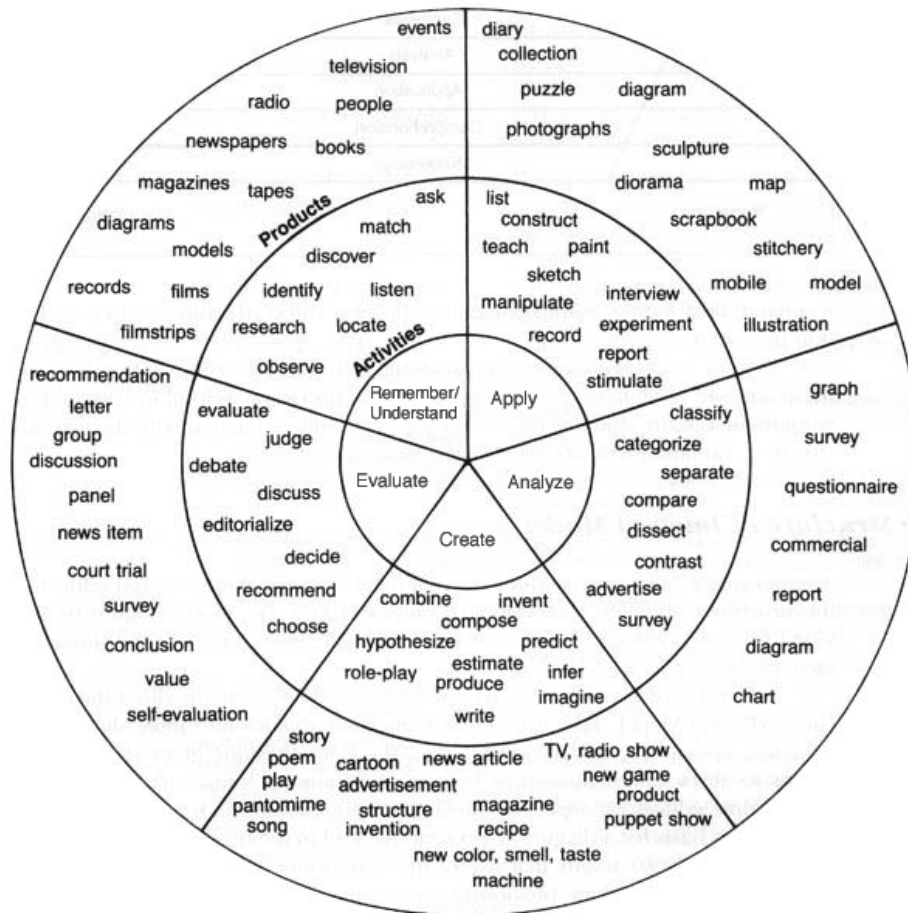 events
television
radio
people
newspapers
books
magazines
tapes
diagrams
models
records
films
filmstrips
Products
ask
match
discover
identify
listen
research
locate
observe
Activities
Remember/
Understand
diary
collection
puzzle
diagram
photographs
sculpture
diorama
map
scrapbook
stitchery
mobile
model
illustration
list
construct
teach
paint
sketch
manipulate
interview
record
experiment
report
stimulate
Apply
graph
survey
questionnaire
commercial
report
diagram
chart
classify
categorize
separate
compare
dissect
contrast
advertise
survey
Analyze
Create
combine
invent
compose
hypothesize
predict
estimate
role-play
infer
produce
imagine
write
story
poem
play
pantomime
song
cartoon
news article
advertisement
structure
magazine
invention
recipe
new color, smell, taste
machine
TV, radio show
new game
product
puppet show
Evaluate
evaluate
judge
debate
discuss
editorialize
decide
recommend
choose
recommendation
letter
group
discussion
panel
news item
court trial
survey
conclusion
value
self-evaluation